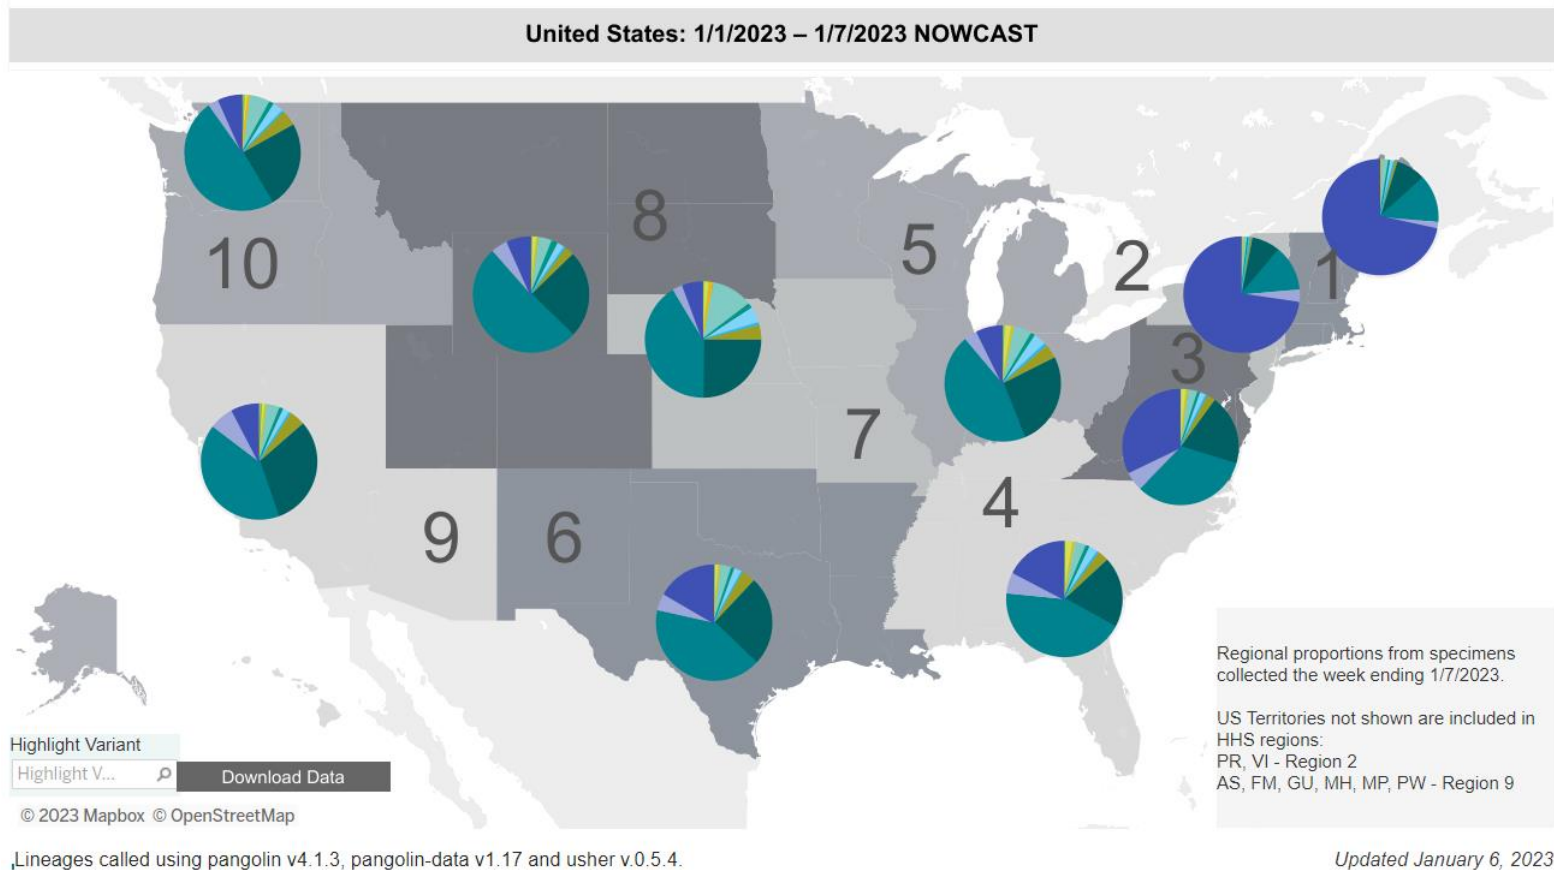 United States: 1/1/2023 – 1/7/2023 NOWCAST
8
10
5
2
1
3
7
4
9
6
Regional proportions from specimens
collected the week ending 1/7/2023.
US Territories not shown are included in
HHS regions:
PR, VI - Region 2
AS, FM, GU, MH, MP, PW - Region 9
Highlight Variant
Highlight V...
Download Data
© 2023 Mapbox © OpenStreetMap
Lineages called using pangolin v4.1.3, pangolin-data v1.17 and usher v.0.5.4.
Updated January 6, 2023